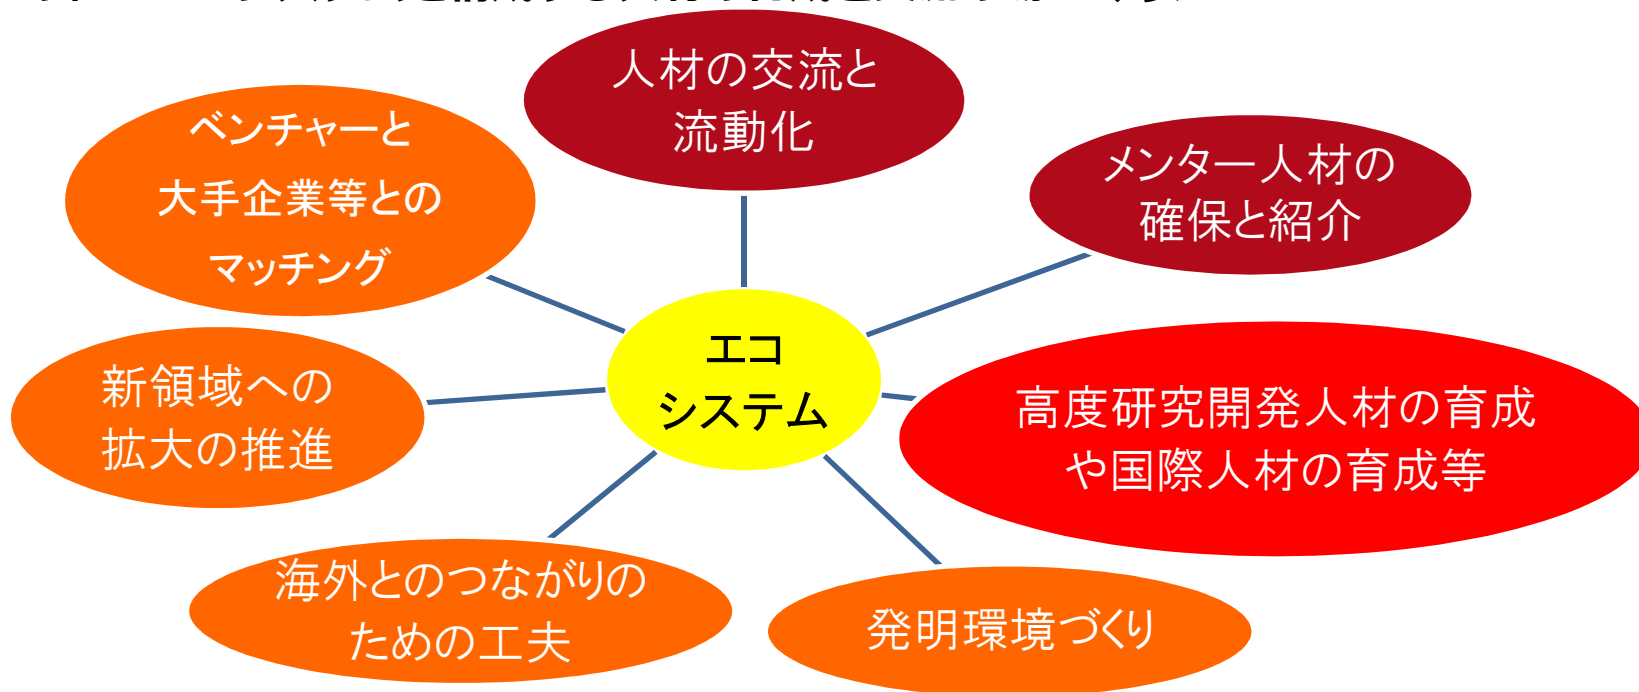 人材の交流と
流動化
メンター人材の
確保と紹介
高度研究開発人材の育成
や国際人材の育成等
発明環境づくり
海外とのつながりの
ための工夫
新領域への
拡大の推進
ベンチャーと
大手企業等との
マッチング
エコ
システム